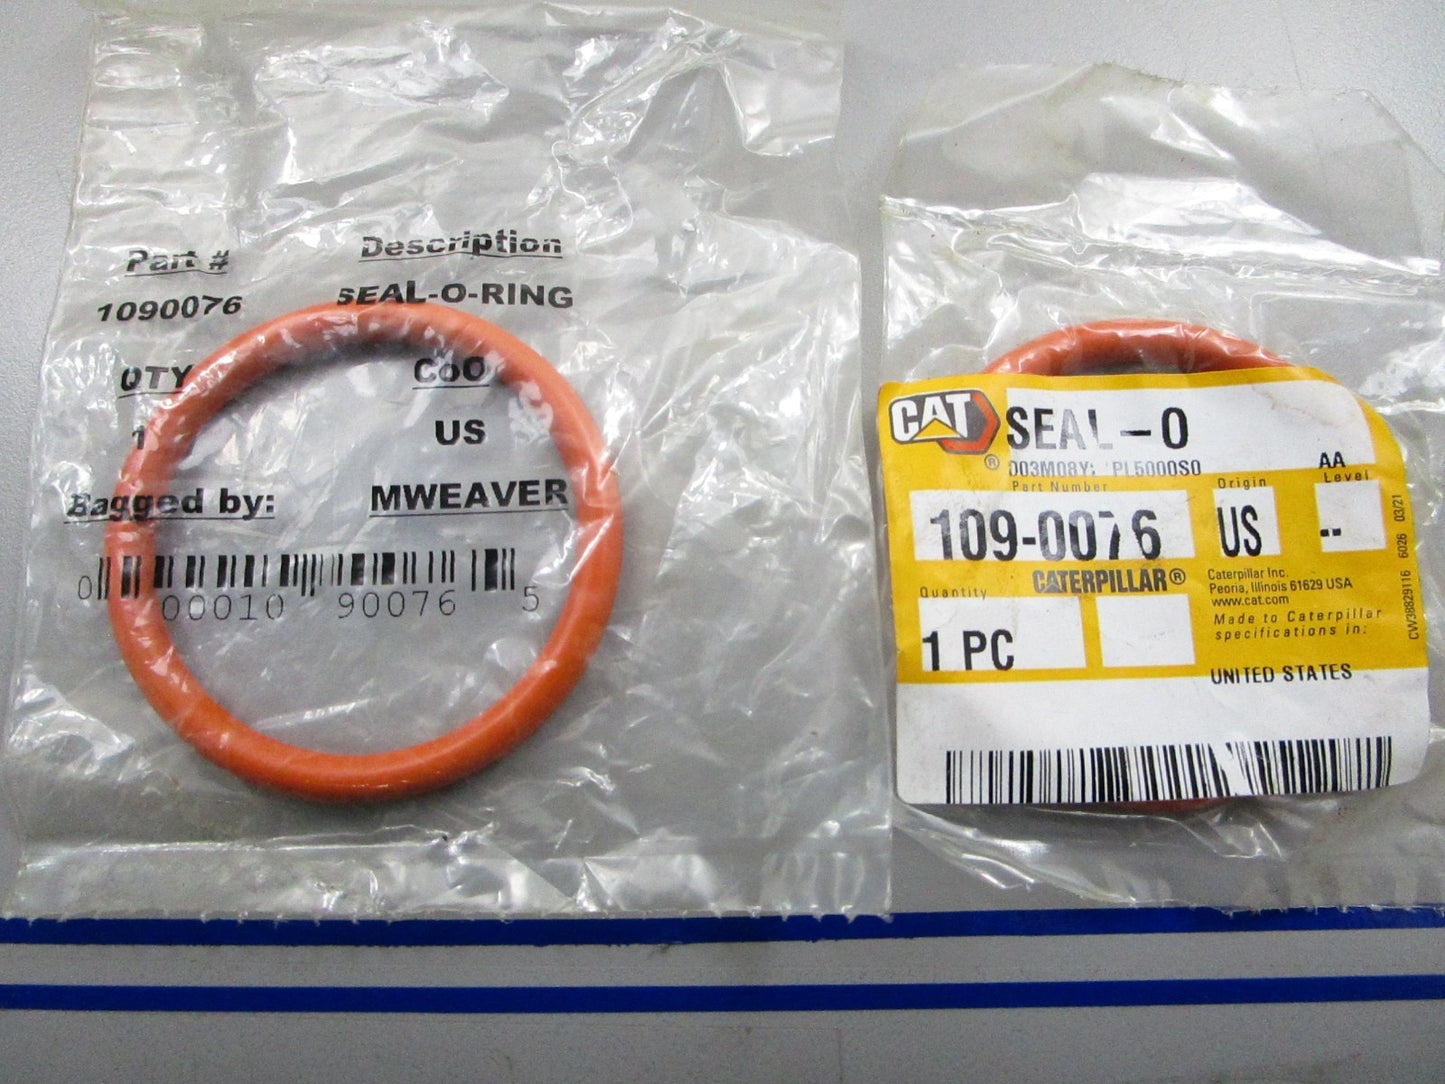 Part #
Description
1090076
SEAL-O-RING
QTY
CoO
1
US
Bagged by:
MWEAVER
0 00010 90076 5
CAT
®
SEAL-O
Part Number
109-0076
Origin
US
AA
Level
--
CATERPILLAR®
Quantity
1 PC
Caterpillar Inc.
Peoria, Illinois 61629 USA
www.cat.com
Made to Caterpillar
specifications in:
UNITED STATES
CW38829116 6026 03/21